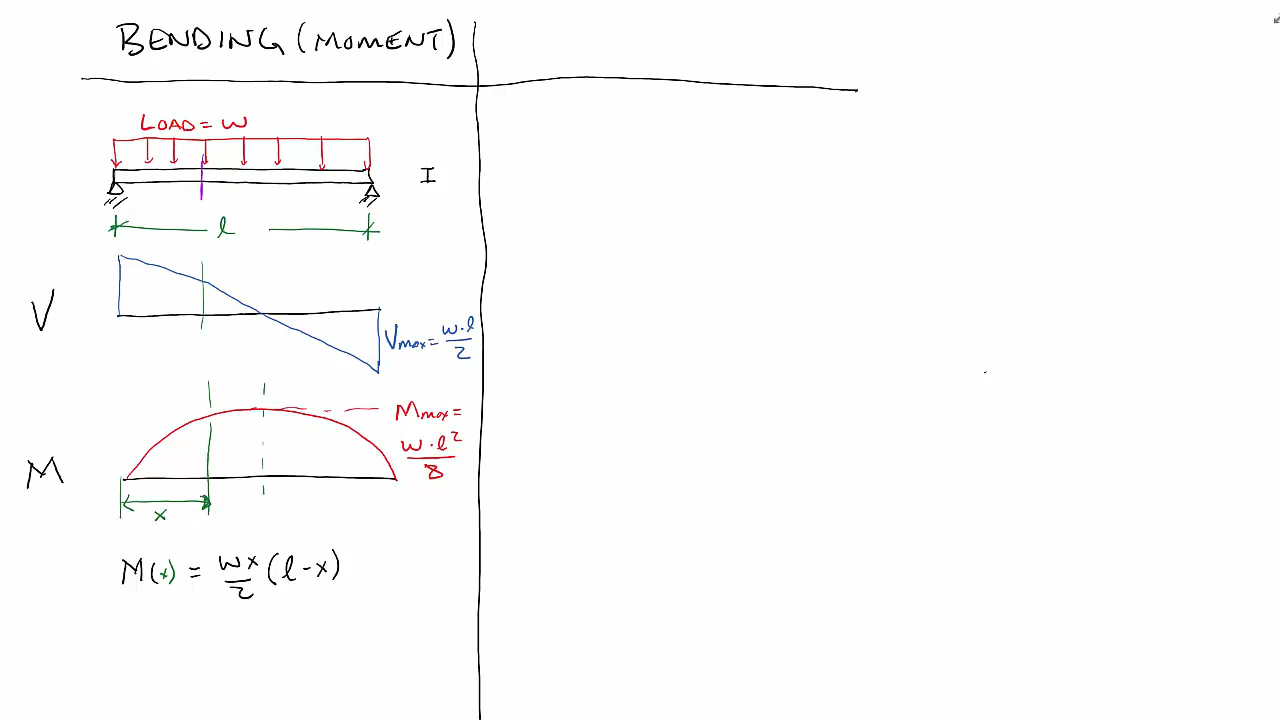 BENDING (MOMENT)
LOAD = W
I
l
V
Vmax = w·l/2
M
Mmax =
w·l²/8
x
M(x) = wx/2 (l-x)